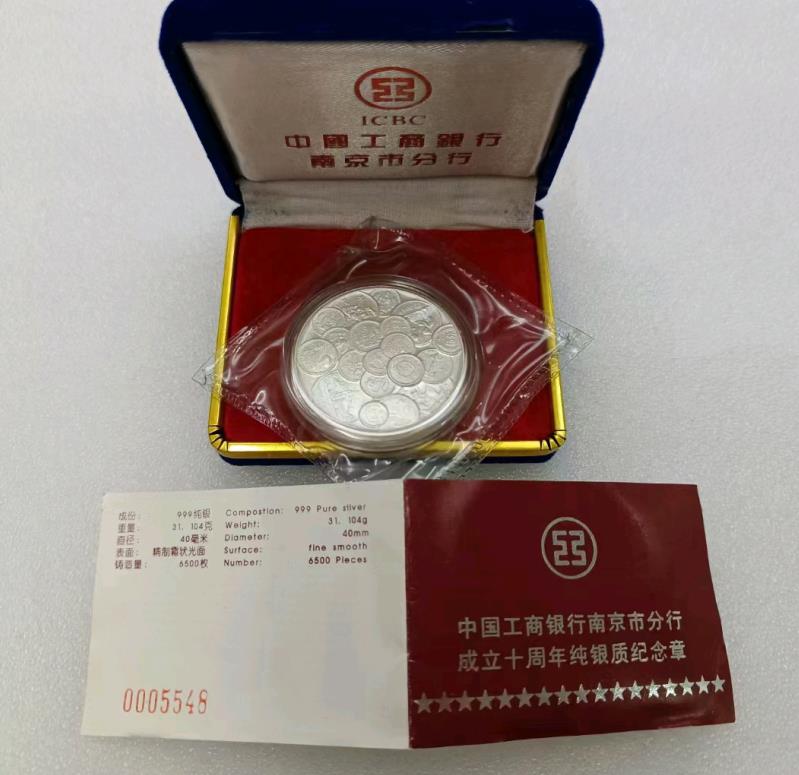 ICBC
中國工商銀行
南京市分行
成份： 999纯银 Compostion: 999 Pure silver
重量： 31. 104克 Weight: 31. 104g
直径： 40毫米 Diameter: 40mm
表面： 精制霜状光面 Surface: fine smooth
铸造量： 6500枚 Number: 6500 Pieces
0005548
中国工商银行南京市分行
成立十周年纯银质纪念章